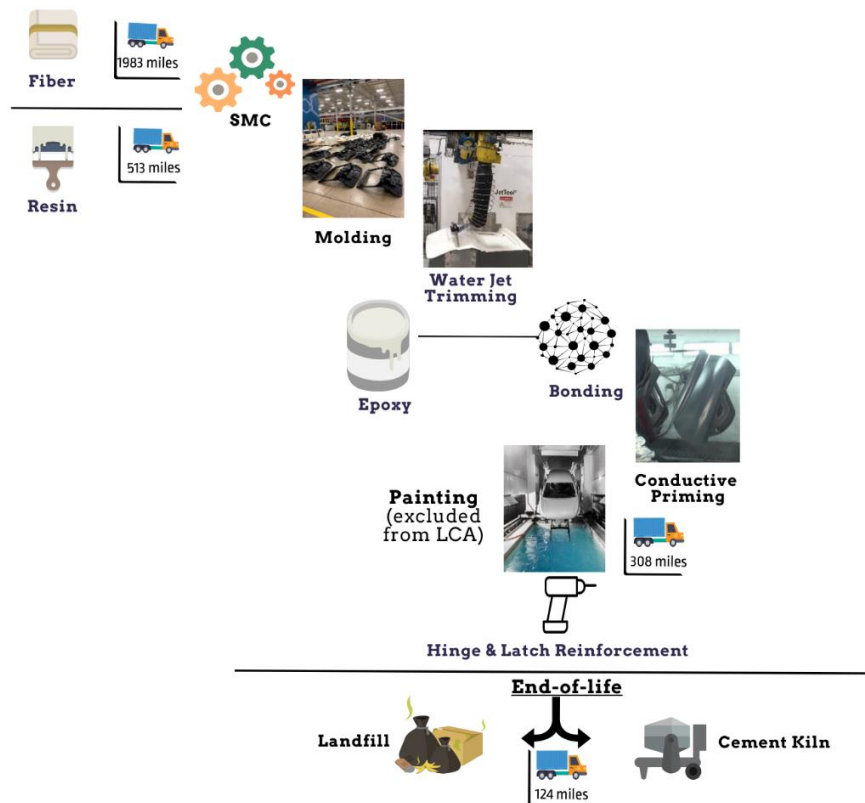 1983 miles
Fiber
SMC
513 miles
Resin
JetTool
Molding
Water Jet
Trimming
Epoxy
Bonding
Conductive
Priming
Painting
(excluded
from LCA)
308 miles
Hinge & Latch Reinforcement
End-of-life
Landfill
Cement Kiln
124 miles